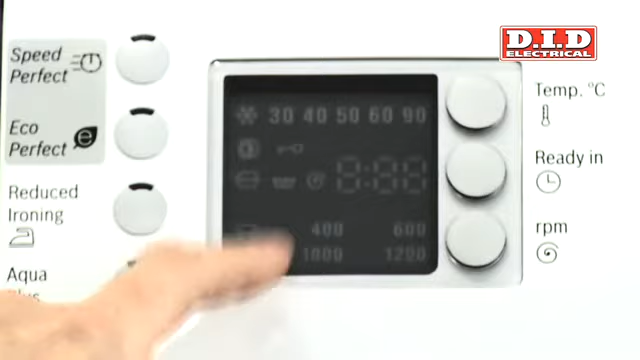 D.I.D
ELECTRICAL
Speed
Perfect
Eco
Perfect
Reduced
Ironing
Aqua
30 40 50 60 90
8:88
400 600
1000 1200
Temp. °C
Ready in
rpm